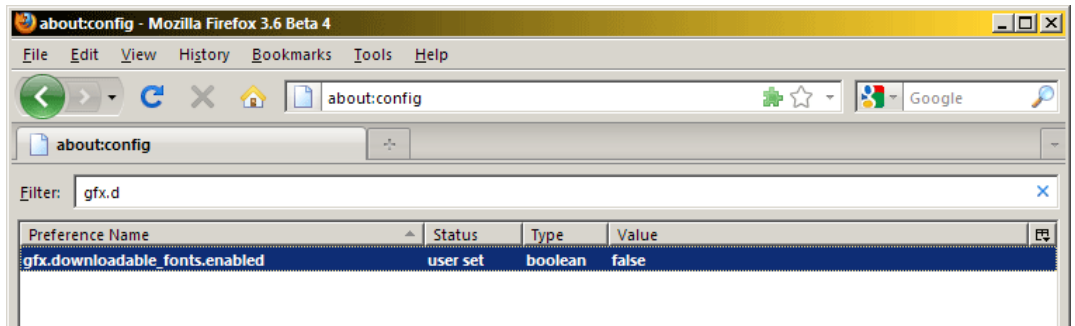 about:config - Mozilla Firefox 3.6 Beta 4
File Edit View History Bookmarks Tools Help
about:config Google
about:config
Filter: gfx.d
Preference Name Status Type Value
gfx.downloadable_fonts.enabled user set boolean false